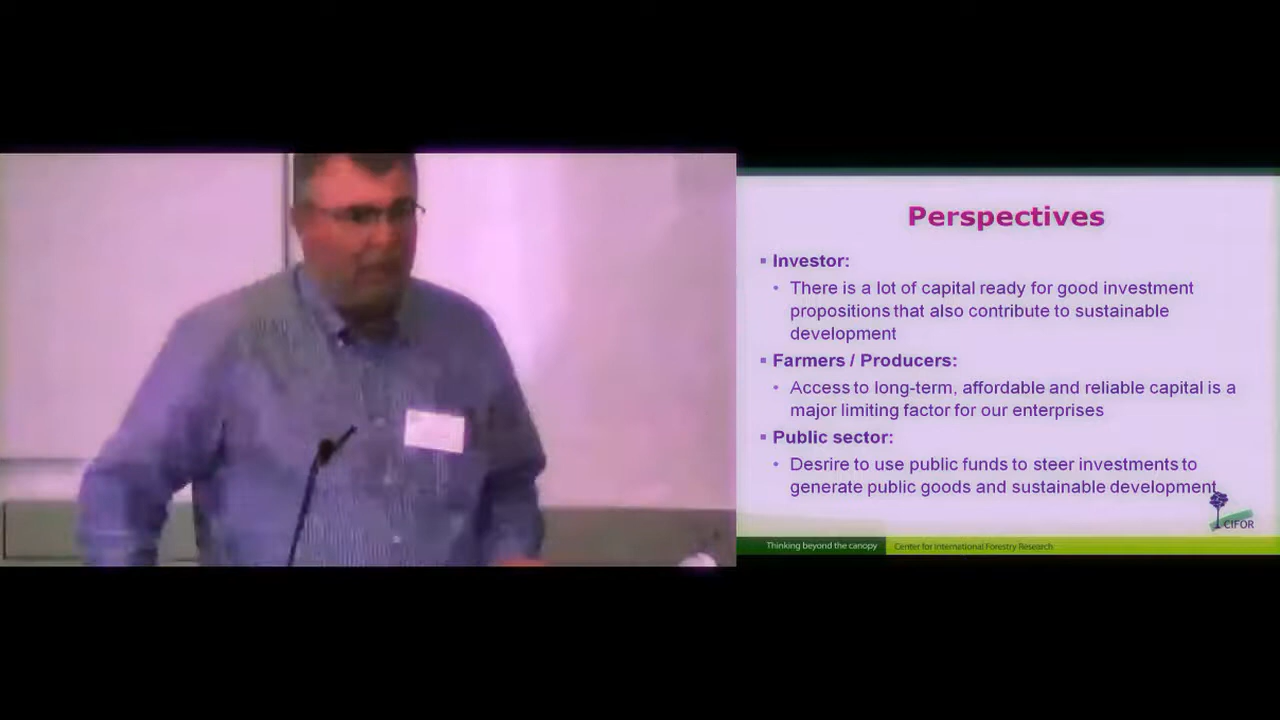 Perspectives
▪ Investor:
• There is a lot of capital ready for good investment
propositions that also contribute to sustainable
development
▪ Farmers / Producers:
• Access to long-term, affordable and reliable capital is a
major limiting factor for our enterprises
▪ Public sector:
• Desrire to use public funds to steer investments to
generate public goods and sustainable development
CIFOR
Thinking beyond the canopy
Center for International Forestry Research